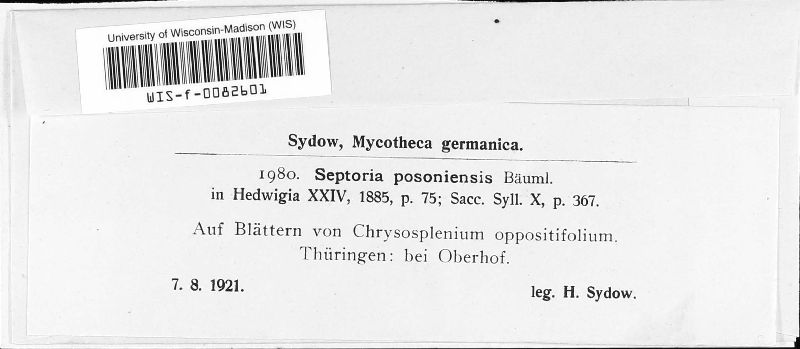 University of Wisconsin-Madison (WIS)
WIS-f-0082601
Sydow, Mycotheca germanica.
1980. Septoria posoniensis Bäuml.
in Hedwigia XXIV, 1885, p. 75; Sacc. Syll. X, p. 367.
Auf Blättern von Chrysosplenium oppositifolium.
Thüringen: bei Oberhof.
7. 8. 1921. leg. H. Sydow.